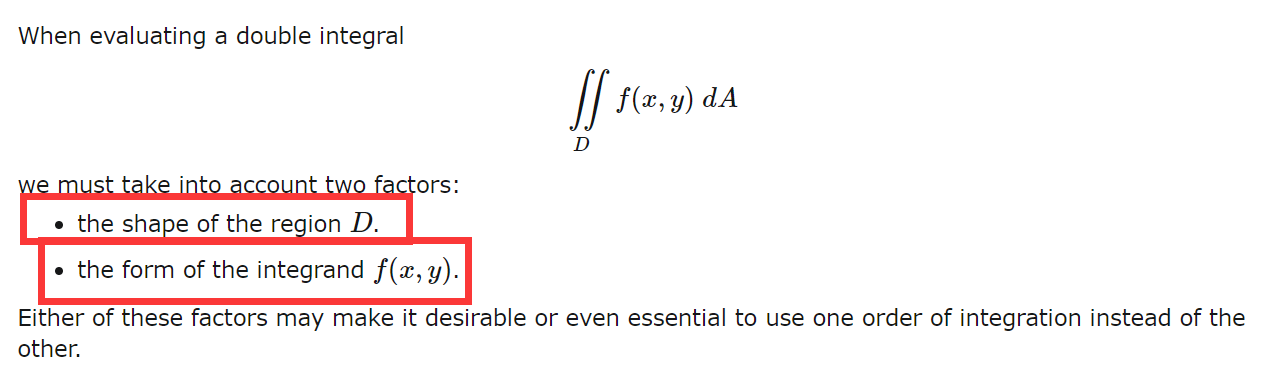 When evaluating a double integral
∬ f(x, y) dA
D
we must take into account two factors:
• the shape of the region D.
• the form of the integrand f(x, y).
Either of these factors may make it desirable or even essential to use one order of integration instead of the
other.